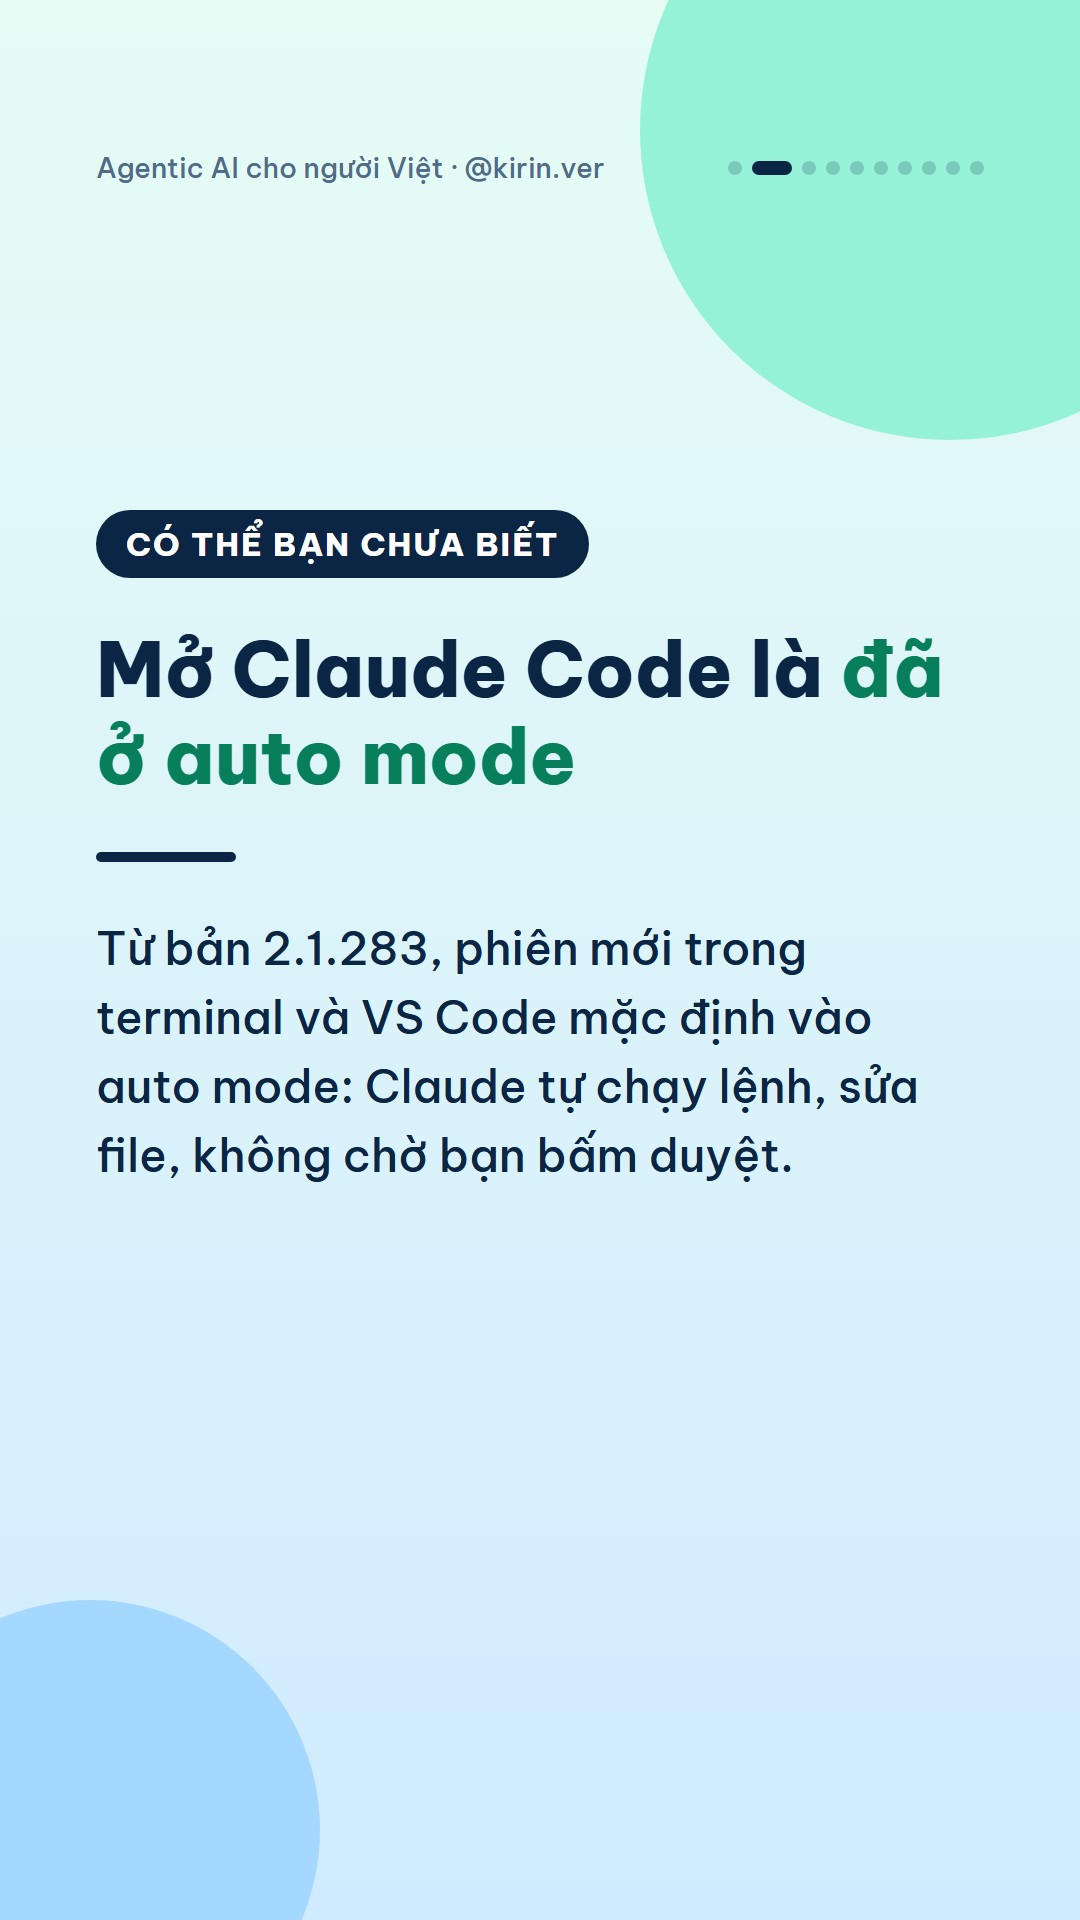 Agentic AI cho người Việt · @kirin.ver
CÓ THỂ BẠN CHƯA BIẾT
Mở Claude Code là đã
ở auto mode
Từ bản 2.1.283, phiên mới trong
terminal và VS Code mặc định vào
auto mode: Claude tự chạy lệnh, sửa
file, không chờ bạn bấm duyệt.